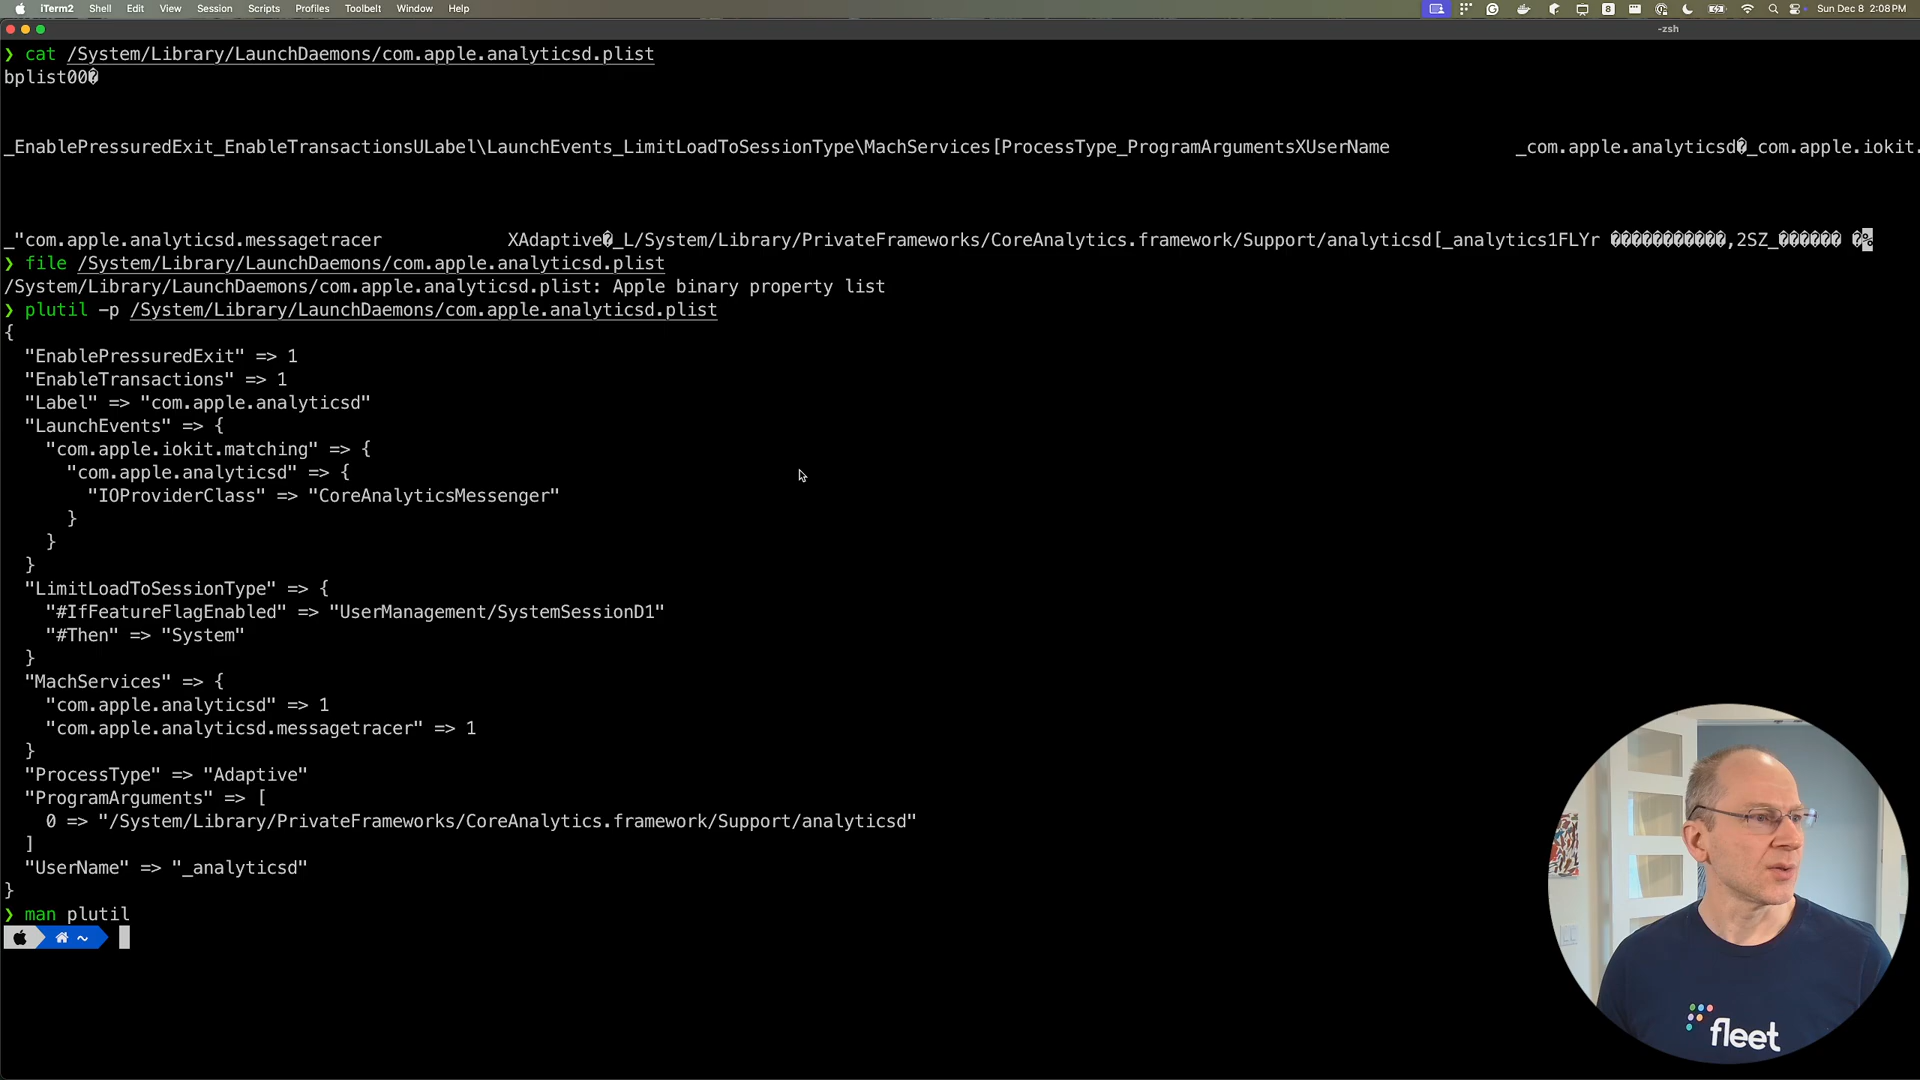 iTerm2 Shell Edit View Session Scripts Profiles Toolbelt Window Help
8
Sun Dec 8 2:08 PM
-zsh
❯ cat /System/Library/LaunchDaemons/com.apple.analyticsd.plist
bplist00�
_EnablePressuredExit_EnableTransactionsULabel\LaunchEvents_LimitLoadToSessionType\MachServices[ProcessType_ProgramArgumentsXUserName _com.apple.analyticsd�_com.apple.iokit.
_"com.apple.analyticsd.messagetracer XAdaptive�_L/System/Library/PrivateFrameworks/CoreAnalytics.framework/Support/analyticsd[_analytics1FLYr �����������,2SZ_������ �%
❯ file /System/Library/LaunchDaemons/com.apple.analyticsd.plist
/System/Library/LaunchDaemons/com.apple.analyticsd.plist: Apple binary property list
❯ plutil -p /System/Library/LaunchDaemons/com.apple.analyticsd.plist
{
"EnablePressuredExit" => 1
"EnableTransactions" => 1
"Label" => "com.apple.analyticsd"
"LaunchEvents" => {
"com.apple.iokit.matching" => {
"com.apple.analyticsd" => {
"IOProviderClass" => "CoreAnalyticsMessenger"
}
}
}
"LimitLoadToSessionType" => {
"#IfFeatureFlagEnabled" => "UserManagement/SystemSessionD1"
"#Then" => "System"
}
"MachServices" => {
"com.apple.analyticsd" => 1
"com.apple.analyticsd.messagetracer" => 1
}
"ProcessType" => "Adaptive"
"ProgramArguments" => [
0 => "/System/Library/PrivateFrameworks/CoreAnalytics.framework/Support/analyticsd"
]
"UserName" => "_analyticsd"
}
❯ man plutil
~
fleet